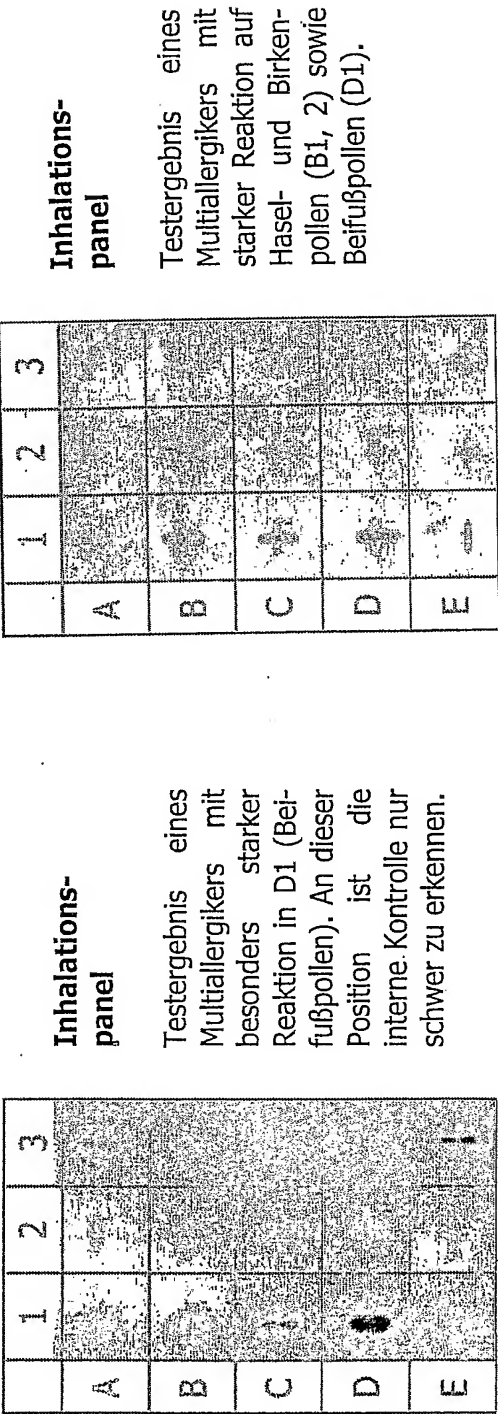 1 2 3
A
B
C
D
E
Inhalations-
panel
Testergebnis eines
Multiallergikers mit
besonders starker
Reaktion in D1 (Bei-
fußpollen). An dieser
Position ist die
interne Kontrolle nur
schwer zu erkennen.
1 2 3
A
B
C
D
E
Inhalations-
panel
Testergebnis eines
Multiallergikers mit
starker Reaktion auf
Hasel- und Birken-
pollen (B1, 2) sowie
Beifußpollen (D1).